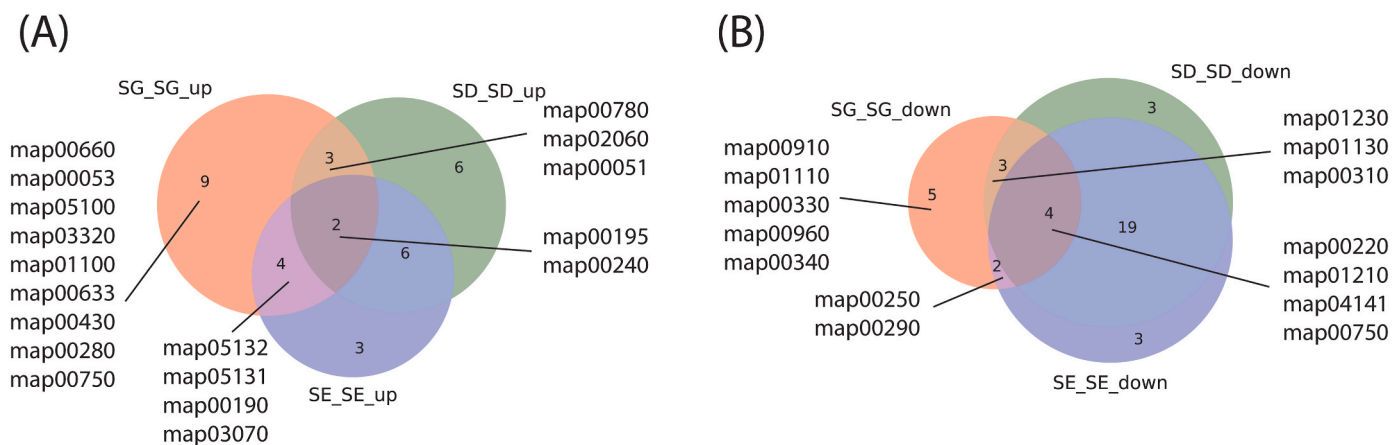 (A)
SG_SG_up
SD_SD_up
map00780
map02060
map00051
map00660
map00053
map05100
map03320
map01100
map00633
map00430
map00280
map00750
9
3
6
2
4
6
3
map00195
map00240
map05132
map05131
map00190
map03070
SE_SE_up
(B)
SD_SD_down
SG_SG_down
map00910
map01110
map00330
map00960
map00340
3
3
5
4
19
2
3
map01230
map01130
map00310
map00220
map01210
map04141
map00750
map00250
map00290
SE_SE_down